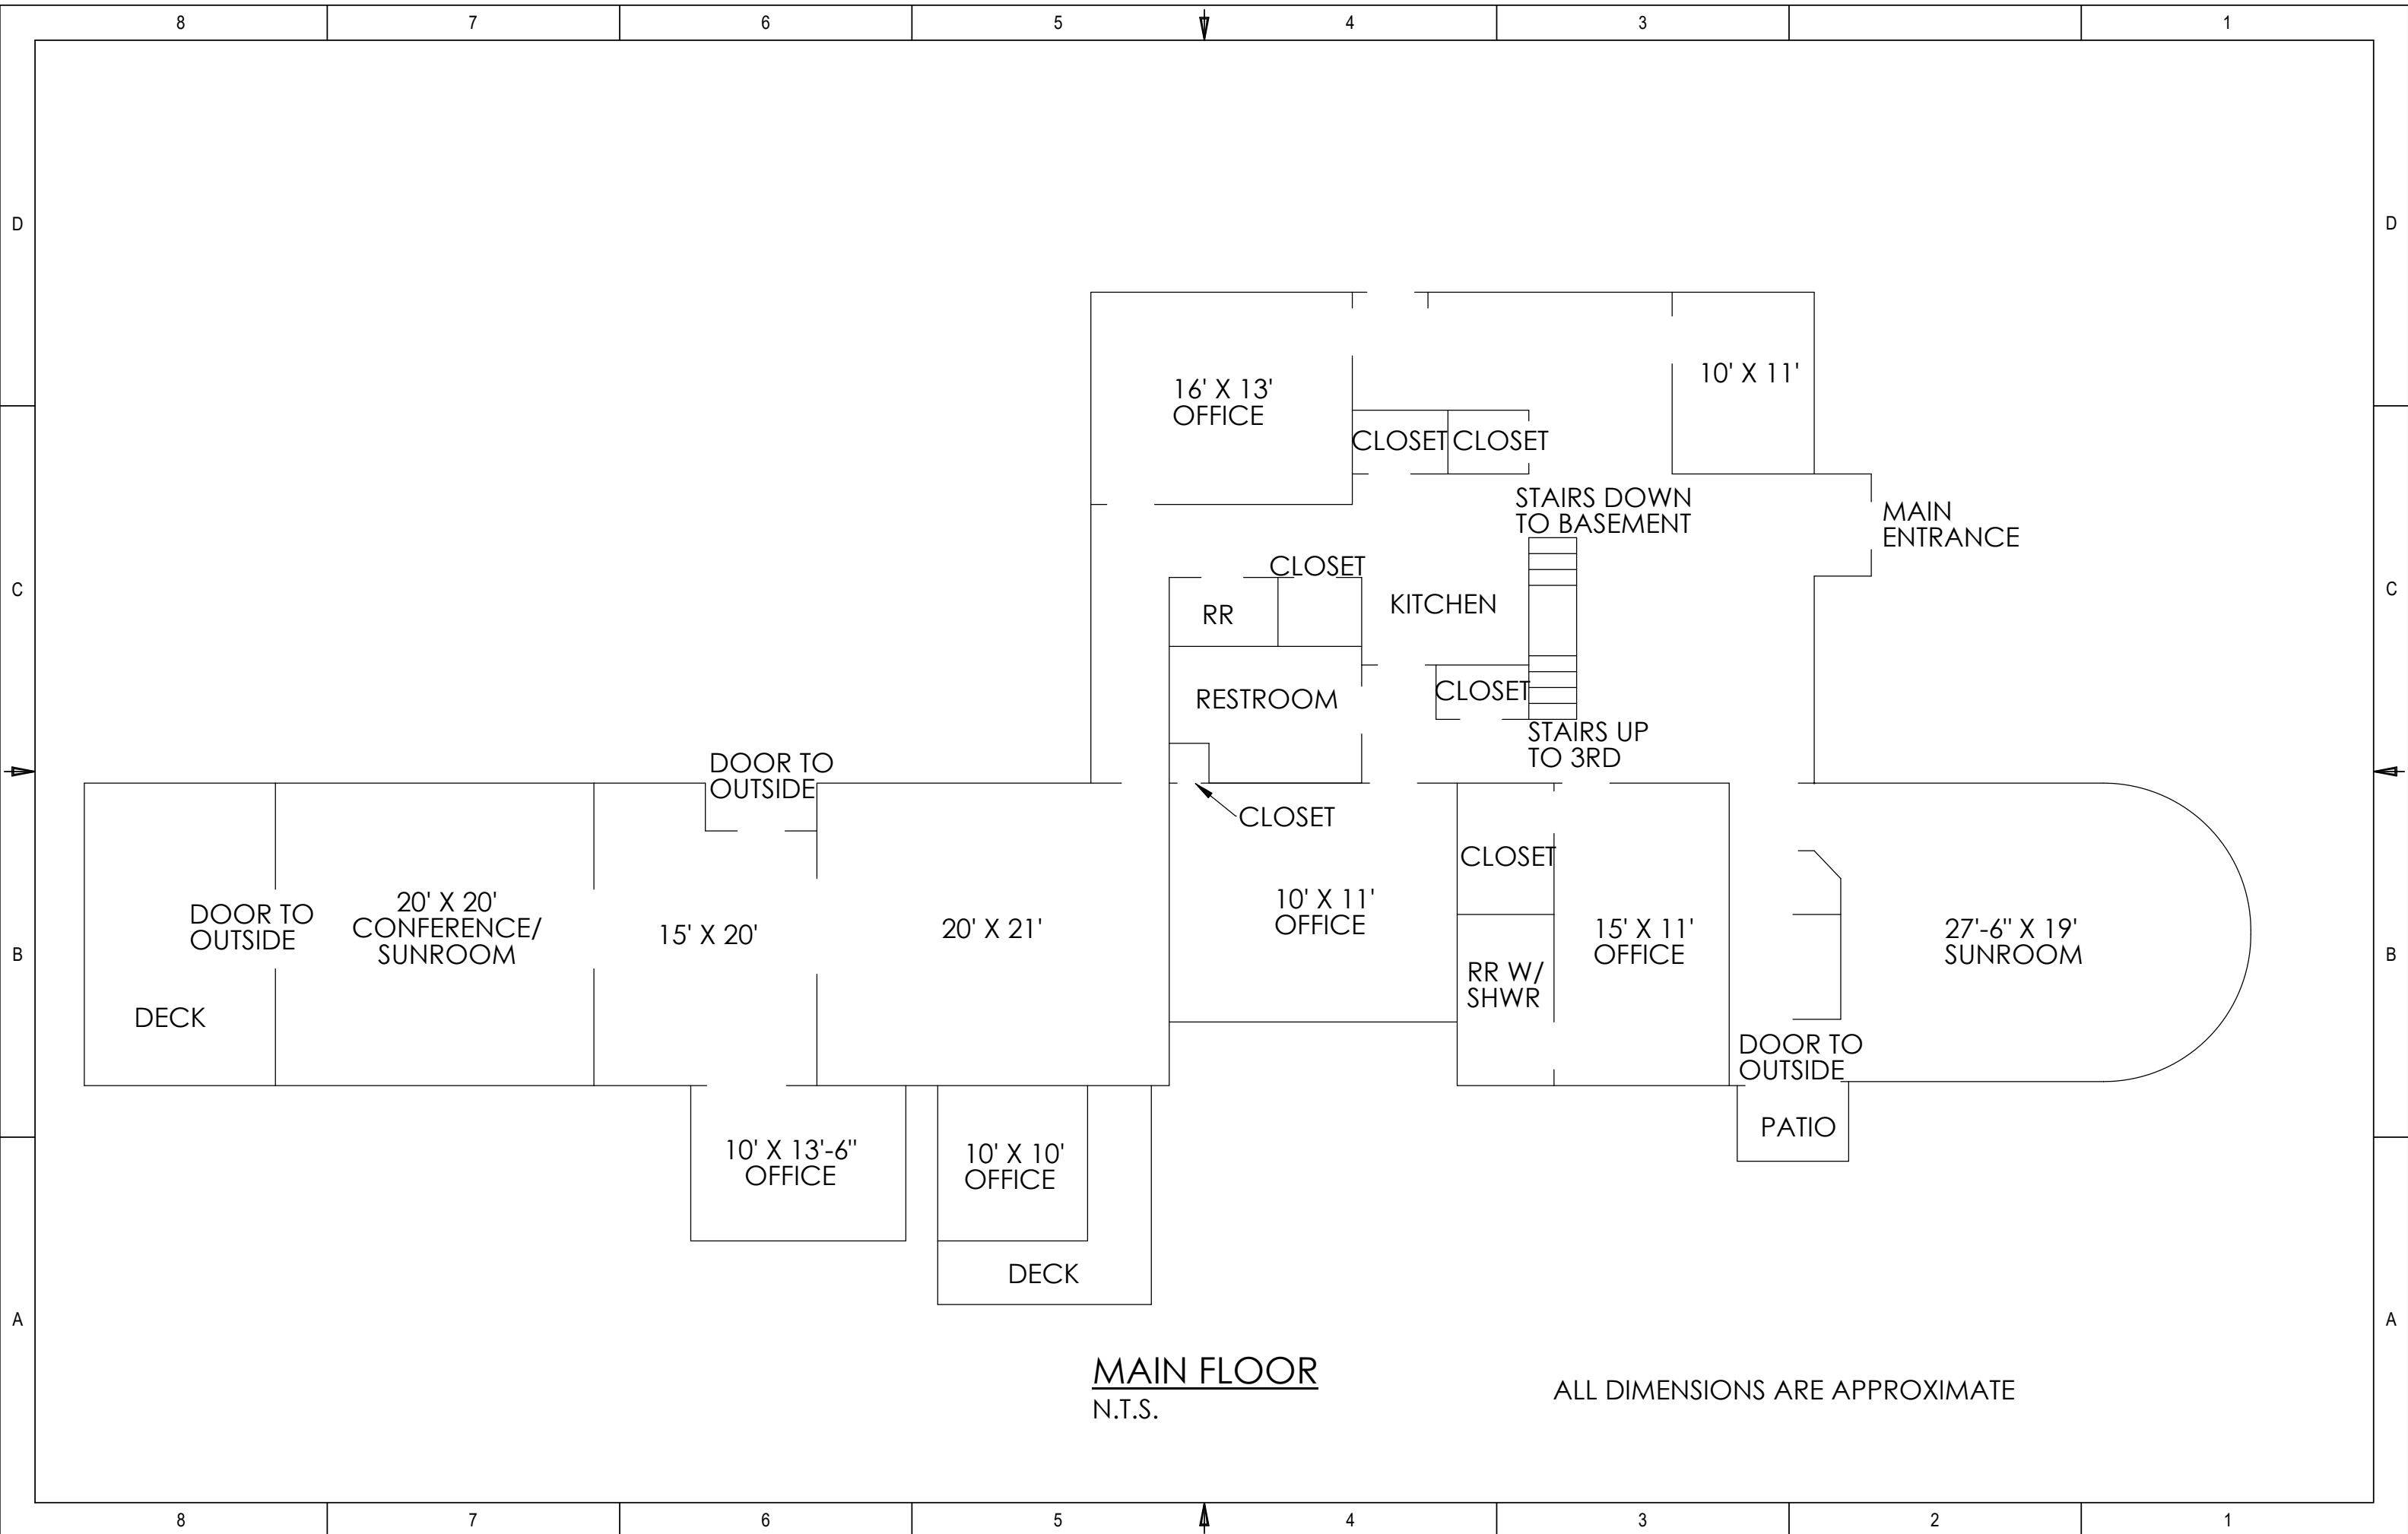 8 7 6 5 4 3 2 1
D D
16' X 13'
OFFICE
10' X 11'
CLOSET CLOSET
STAIRS DOWN
TO BASEMENT
MAIN
ENTRANCE
CLOSET
C C
RR
KITCHEN
RESTROOM
CLOSET
STAIRS UP
TO 3RD
DOOR TO
OUTSIDE
CLOSET
CLOSET
DOOR TO
OUTSIDE
20' X 20'
CONFERENCE/
SUNROOM
15' X 20'
20' X 21'
10' X 11'
OFFICE
15' X 11'
OFFICE
27'-6" X 19'
SUNROOM
B B
RR W/
SHWR
DECK
DOOR TO
OUTSIDE
PATIO
10' X 13'-6"
OFFICE
10' X 10'
OFFICE
DECK
A A
MAIN FLOOR
N.T.S.
ALL DIMENSIONS ARE APPROXIMATE
8 7 6 5 4 3 2 1